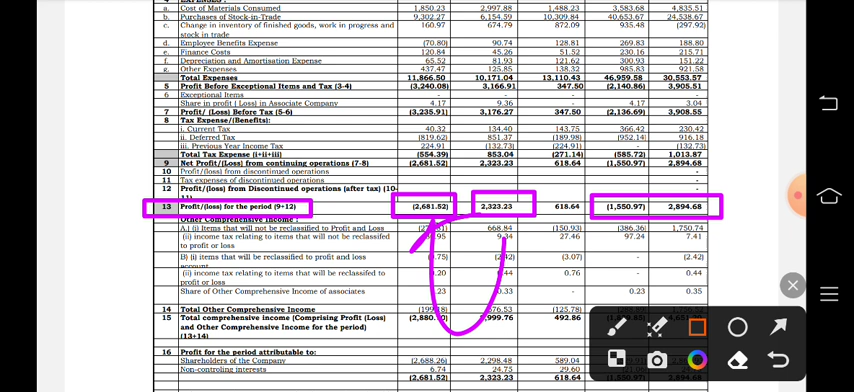 4 EXPENSES :
a. Cost of Materials Consumed 1,850.23 2,997.88 1,488.23 3,583.68 4,835.51
b. Purchases of Stock-in-Trade 9,302.27 6,154.59 10,309.84 40,653.67 24,538.67
c. Change in inventory of finished goods, work in progress and 160.97 674.79 872.09 935.48 (297.92)
stock in trade
d. Employee Benefits Expense (70.80) 90.74 128.81 269.83 188.80
e. Finance Costs 120.84 45.26 51.52 230.16 215.71
f. Depreciation and Amortisation Expense 65.52 81.93 121.62 300.93 151.22
g. Other Expenses 437.47 125.85 138.32 985.83 921.58
Total Expenses 11,866.50 10,171.04 13,110.43 46,959.58 30,553.57
5 Profit Before Exceptional Items and Tax (3-4) (3,240.08) 3,166.91 347.50 (2,140.86) 3,905.51
6 Exceptional Items - - - - -
Share in profit ( Loss) in Associate Company 4.17 9.36 4.17 3.04
7 Profit/ (Loss) Before Tax (5-6) (3,235.91) 3,176.27 347.50 (2,136.69) 3,908.55
8 Tax Expense/(Benefits):
i. Current Tax 40.32 134.40 143.75 366.42 230.42
ii. Deferred Tax (819.62) 851.37 (189.98) (952.14) 916.18
iii. Previous Year Income Tax 224.91 (132.73) (224.91) - (132.73)
Total Tax Expense (i+ii+iii) (554.39) 853.04 (271.14) (585.72) 1,013.87
9 Net Profit/(Loss) from continuing operations (7-8) (2,681.52) 2,323.23 618.64 (1,550.97) 2,894.68
10 Profit/(loss) from discontinued operations -
11 Tax expenses of discontinued operations -
12 Profit/(loss) from Discontinued operations (after tax) (10- - - - - -
13 Profit/(loss) for the period (9+12) (2,681.52) 2,323.23 618.64 (1,550.97) 2,894.68
Other Comprehensive Income :
A.) (i) Items that will not be reclassified to Profit and Loss 668.84 (150.93) (386.36) 1,750.74
(ii) income tax relating to items that will not be reclassifed 27.46 97.24 7.41
to profit or loss
B) (i) items that will be reclassified to profit and loss (3.07) - (2.42)
account
(ii) income tax relating to items that will be reclassifed to 0.76 - 0.44
profit or loss
Share of Other Comprehensive Income of associates 0.23 0.35
14 Total Other Comprehensive Income (125.78)
15 Total comprehensive income (Comprising Profit (Loss) 492.86
and Other Comprehensive Income for the period)
(13+14)
16 Profit for the period attributable to:
Shareholders of the Company (2,688.26) 2,298.48 589.04
Non-controling interests 6.74 24.75 29.60
(2,681.52) 2,323.23 618.64 (1,550.97) 2,894.68